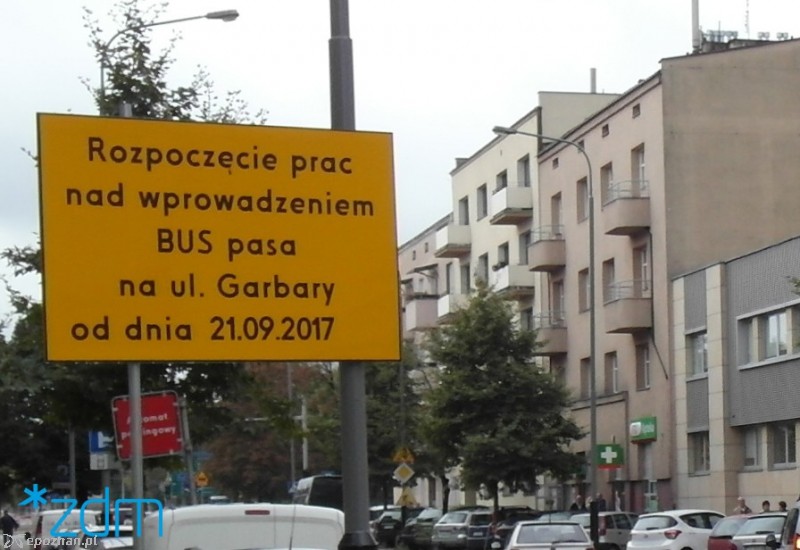 Rozpoczęcie prac
nad wprowadzeniem
BUS pasa
na ul. Garbary
od dnia 21.09.2017
Automat
parkingowy
*zdm
epoznan.pl